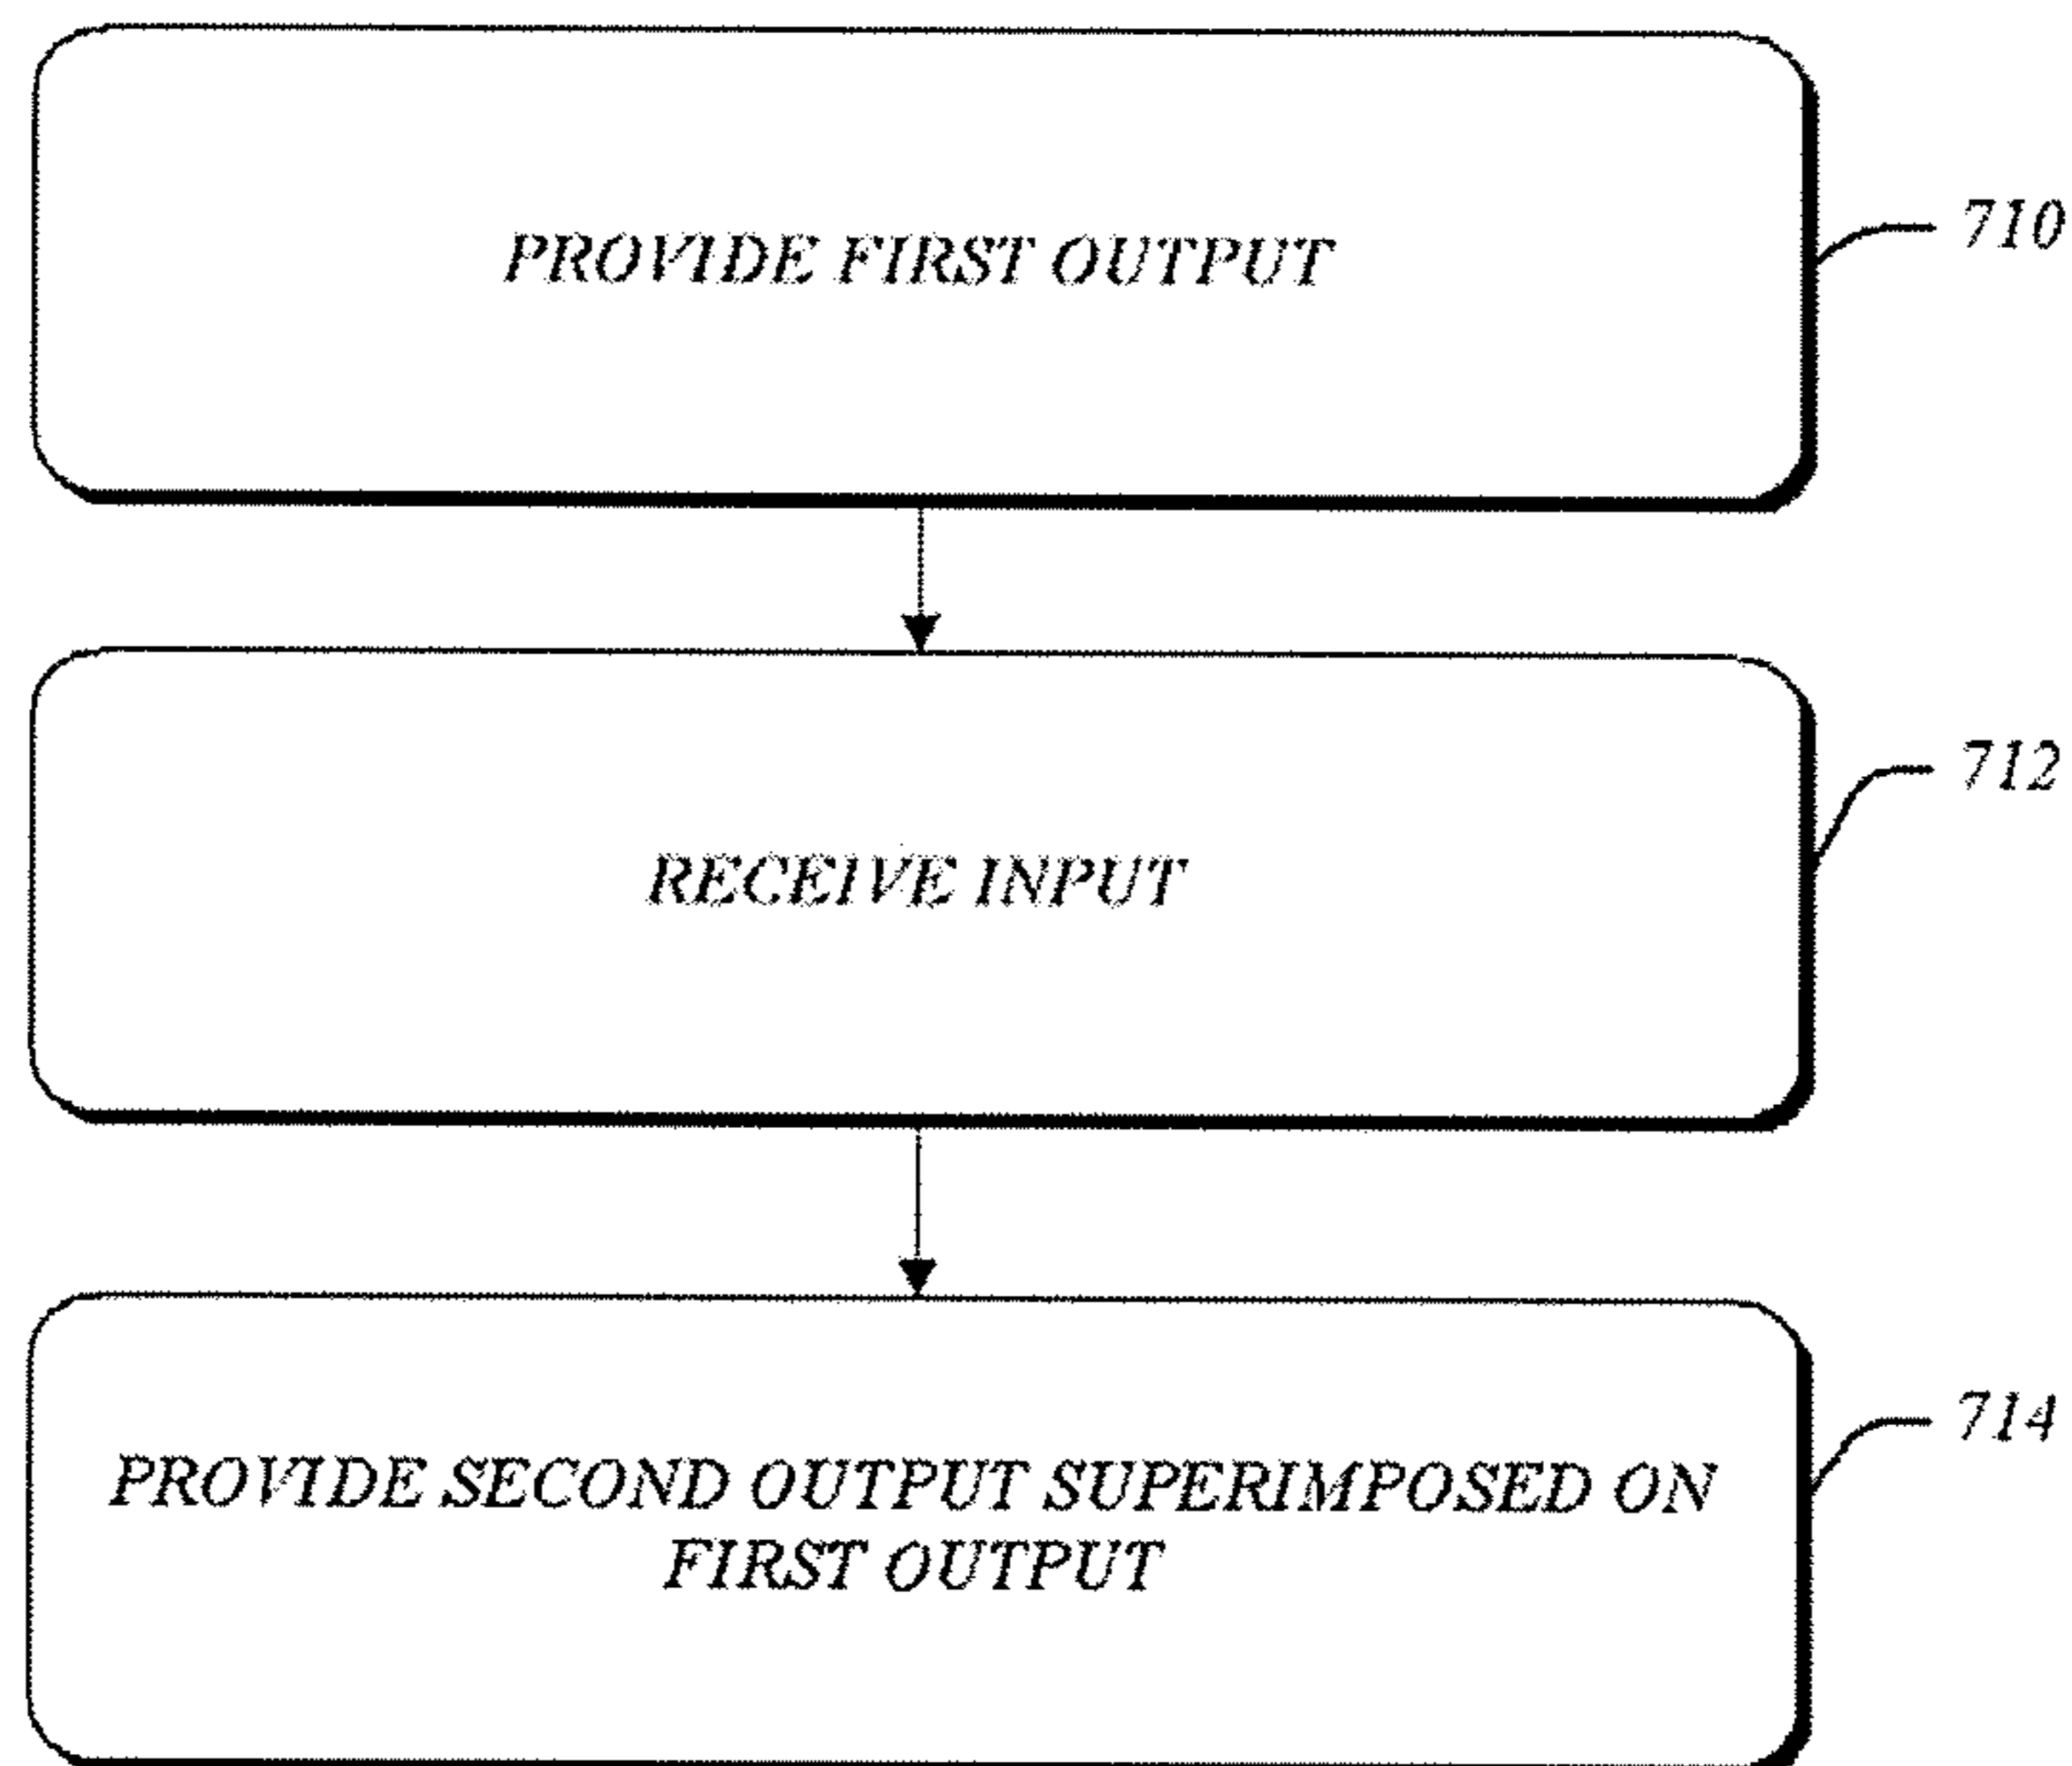 PROVIDE FIRST OUTPUT
710
RECEIVE INPUT
712
PROVIDE SECOND OUTPUT SUPERIMPOSED ON
FIRST OUTPUT
714